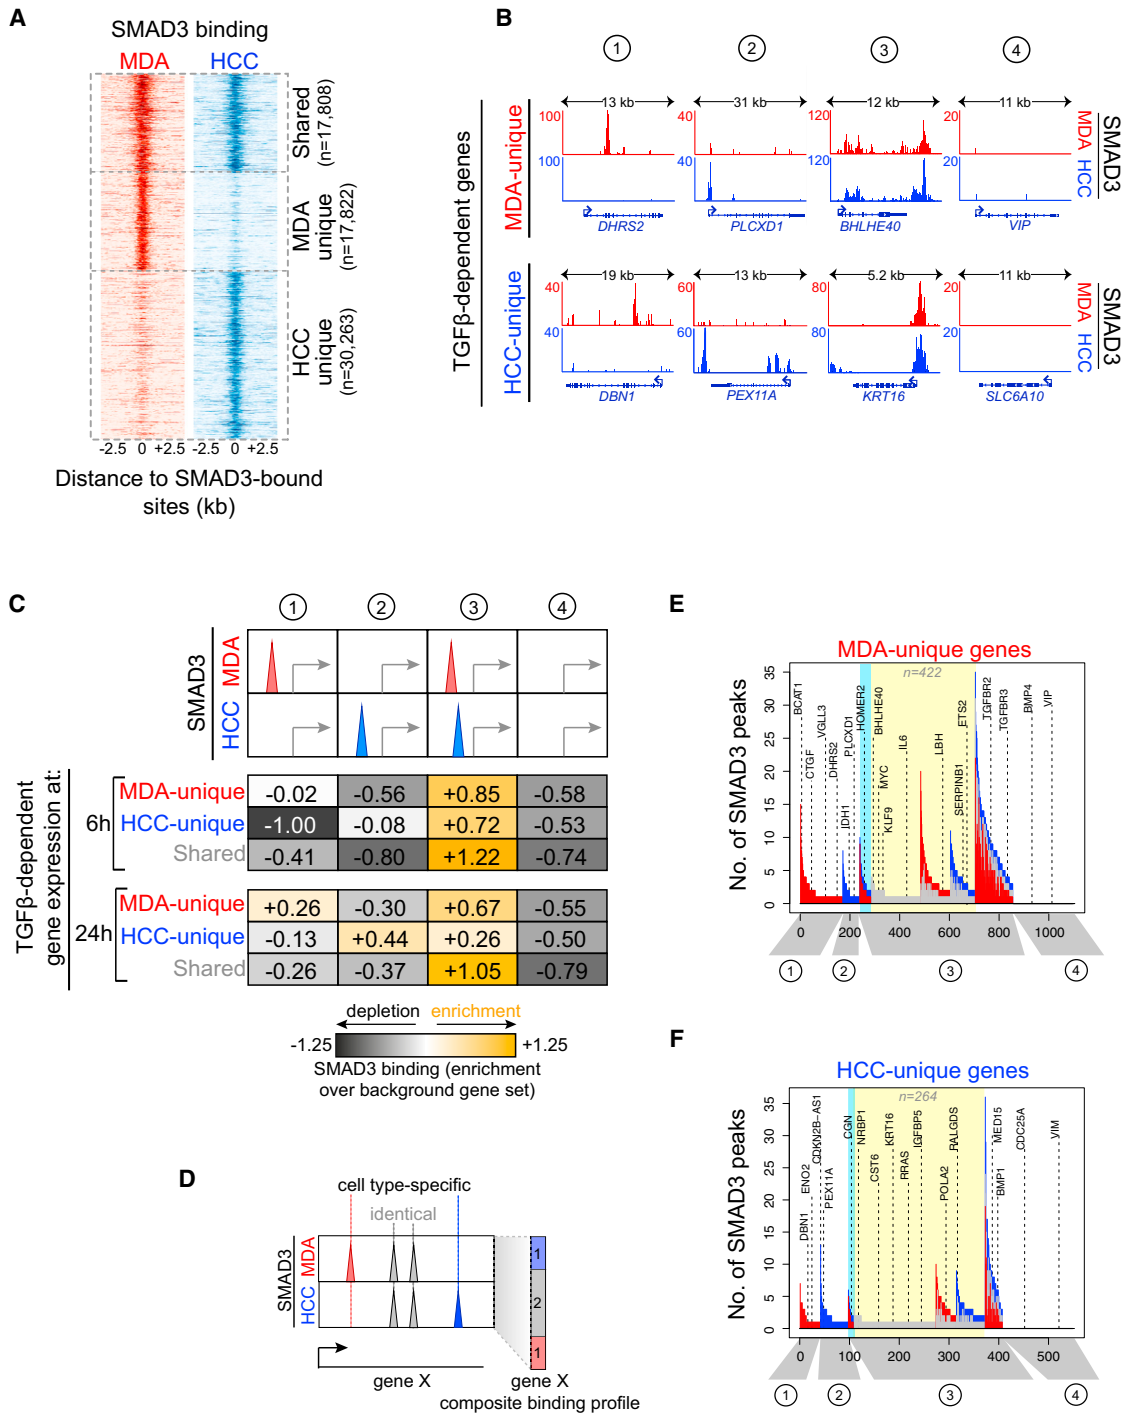 A
SMAD3 binding
MDA HCC
Shared
(n=17,808)
MDA
unique
(n=17,822)
HCC
unique
(n=30,263)
-2.5 0 +2.5 -2.5 0 +2.5
Distance to SMAD3-bound
sites (kb)
B
1 2 3 4
TGFβ-dependent genes
MDA-unique
13 kb 31 kb 12 kb 11 kb
100 40 120 20
100 40 120 20
DHRS2 PLCXD1 BHLHE40 VIP
MDA
HCC
SMAD3
HCC-unique
19 kb 13 kb 5.2 kb 11 kb
40 60 80 20
40 60 80 20
DBN1 PEX11A KRT16 SLC6A10
MDA
HCC
SMAD3
C
1 2 3 4
SMAD3
MDA
HCC
TGFβ-dependent
gene expression at:
6h
MDA-unique -0.02 -0.56 +0.85 -0.58
HCC-unique -1.00 -0.08 +0.72 -0.53
Shared -0.41 -0.80 +1.22 -0.74
24h
MDA-unique +0.26 -0.30 +0.67 -0.55
HCC-unique -0.13 +0.44 +0.26 -0.50
Shared -0.26 -0.37 +1.05 -0.79
depletion enrichment
-1.25 +1.25
SMAD3 binding (enrichment
over background gene set)
D
cell type-specific
identical
SMAD3
MDA
HCC
1
2
1
gene X
gene X
composite binding profile
E
MDA-unique genes
n=422
No. of SMAD3 peaks
35
30
25
20
15
10
5
0
BCAT1
CTGF
VGLL3
DHRS2
IDH1
PLCXD1
HOMER2
BHLHE40
MYC
KLF9
IL6
LBH
SERPINB1
ETS2
TGFBR2
TGFBR3
BMP4
VIP
0 200 400 600 800 1000
1 2 3 4
F
HCC-unique genes
n=264
No. of SMAD3 peaks
35
30
25
20
15
10
5
0
DBN1
ENO2
CDKN2B-AS1
PEX11A
CGN
NRBP1
CST6
KRT16
RRAS
IGFBP5
POLA2
RALGDS
MED15
BMP1
CDC25A
VIM
0 100 200 300 400 500
1 2 3 4